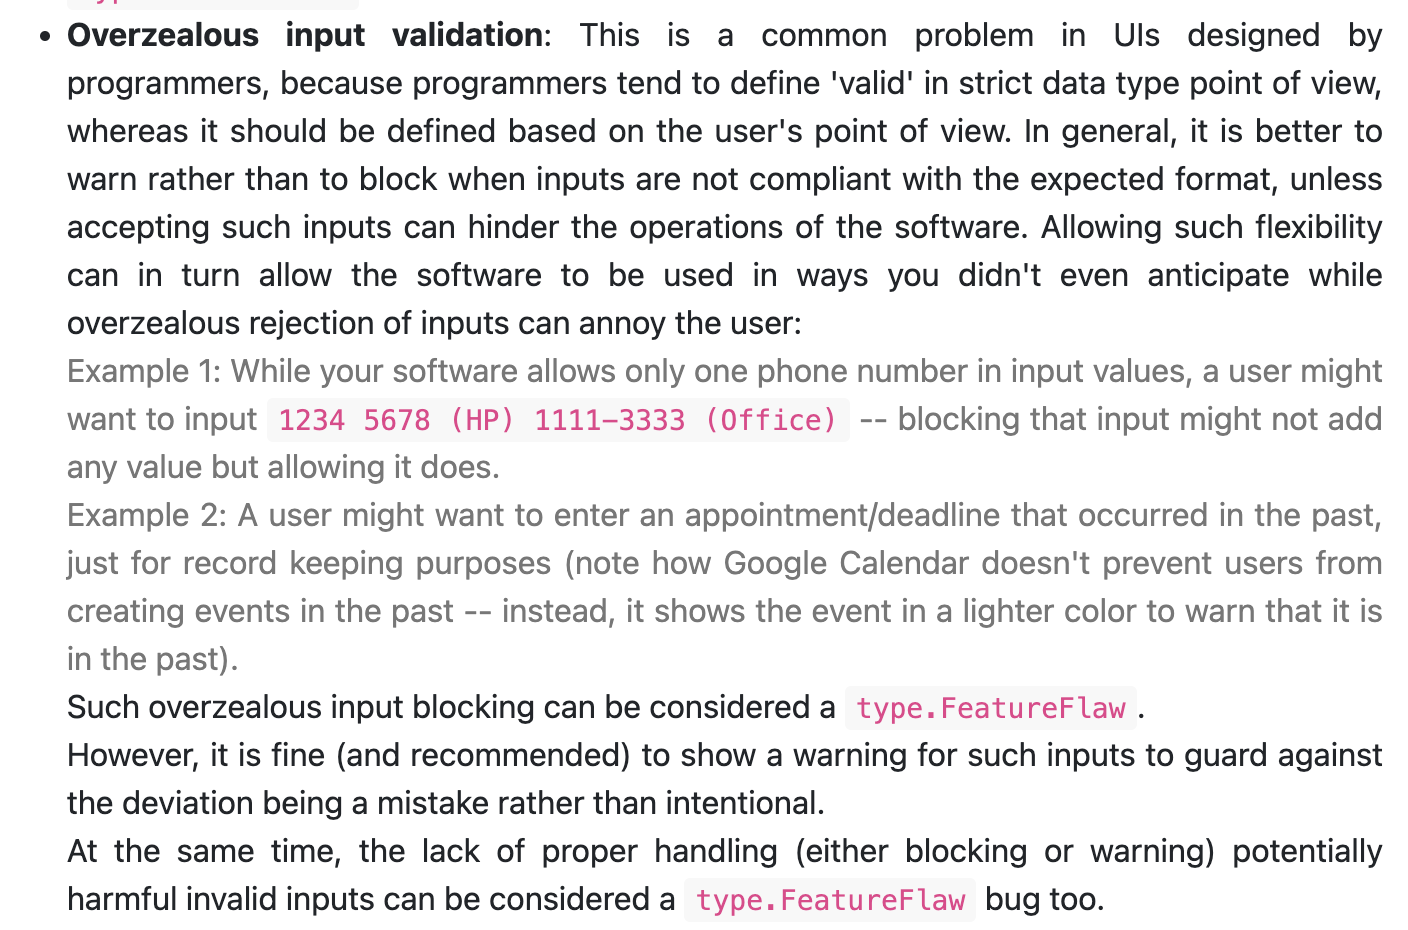 • Overzealous input validation: This is a common problem in UIs designed by
programmers, because programmers tend to define 'valid' in strict data type point of view,
whereas it should be defined based on the user's point of view. In general, it is better to
warn rather than to block when inputs are not compliant with the expected format, unless
accepting such inputs can hinder the operations of the software. Allowing such flexibility
can in turn allow the software to be used in ways you didn't even anticipate while
overzealous rejection of inputs can annoy the user:
Example 1: While your software allows only one phone number in input values, a user might
want to input 1234 5678 (HP) 1111-3333 (Office) -- blocking that input might not add
any value but allowing it does.
Example 2: A user might want to enter an appointment/deadline that occurred in the past,
just for record keeping purposes (note how Google Calendar doesn't prevent users from
creating events in the past -- instead, it shows the event in a lighter color to warn that it is
in the past).
Such overzealous input blocking can be considered a type.FeatureFlaw.
However, it is fine (and recommended) to show a warning for such inputs to guard against
the deviation being a mistake rather than intentional.
At the same time, the lack of proper handling (either blocking or warning) potentially
harmful invalid inputs can be considered a type.FeatureFlaw bug too.